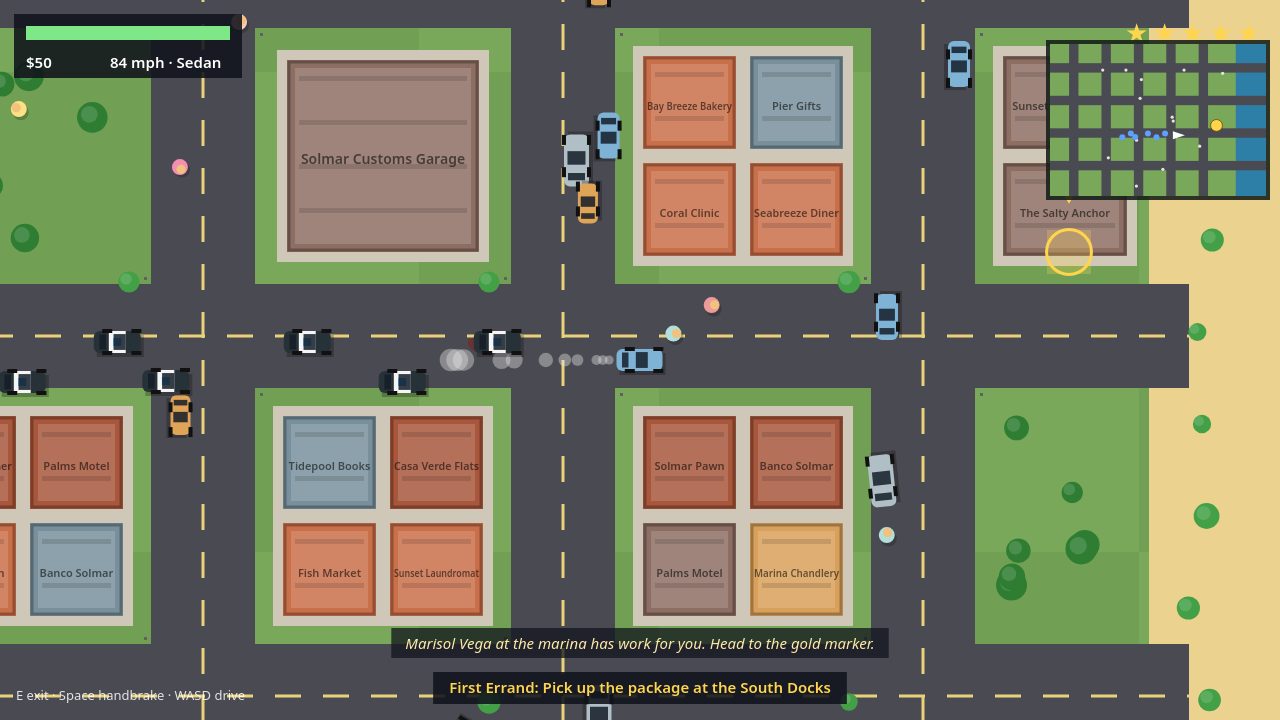 $50
84 mph · Sedan
Solmar Customs Garage
Bay Breeze Bakery
Pier Gifts
Sunset
Coral Clinic
Seabreeze Diner
The Salty Anchor
er
Palms Motel
Tidepool Books
Casa Verde Flats
Solmar Pawn
Banco Solmar
n
Banco Solmar
Fish Market
Sunset Laundromat
Palms Motel
Marina Chandlery
Marisol Vega at the marina has work for you. Head to the gold marker.
First Errand: Pick up the package at the South Docks
E exit · Space handbrake · WASD drive